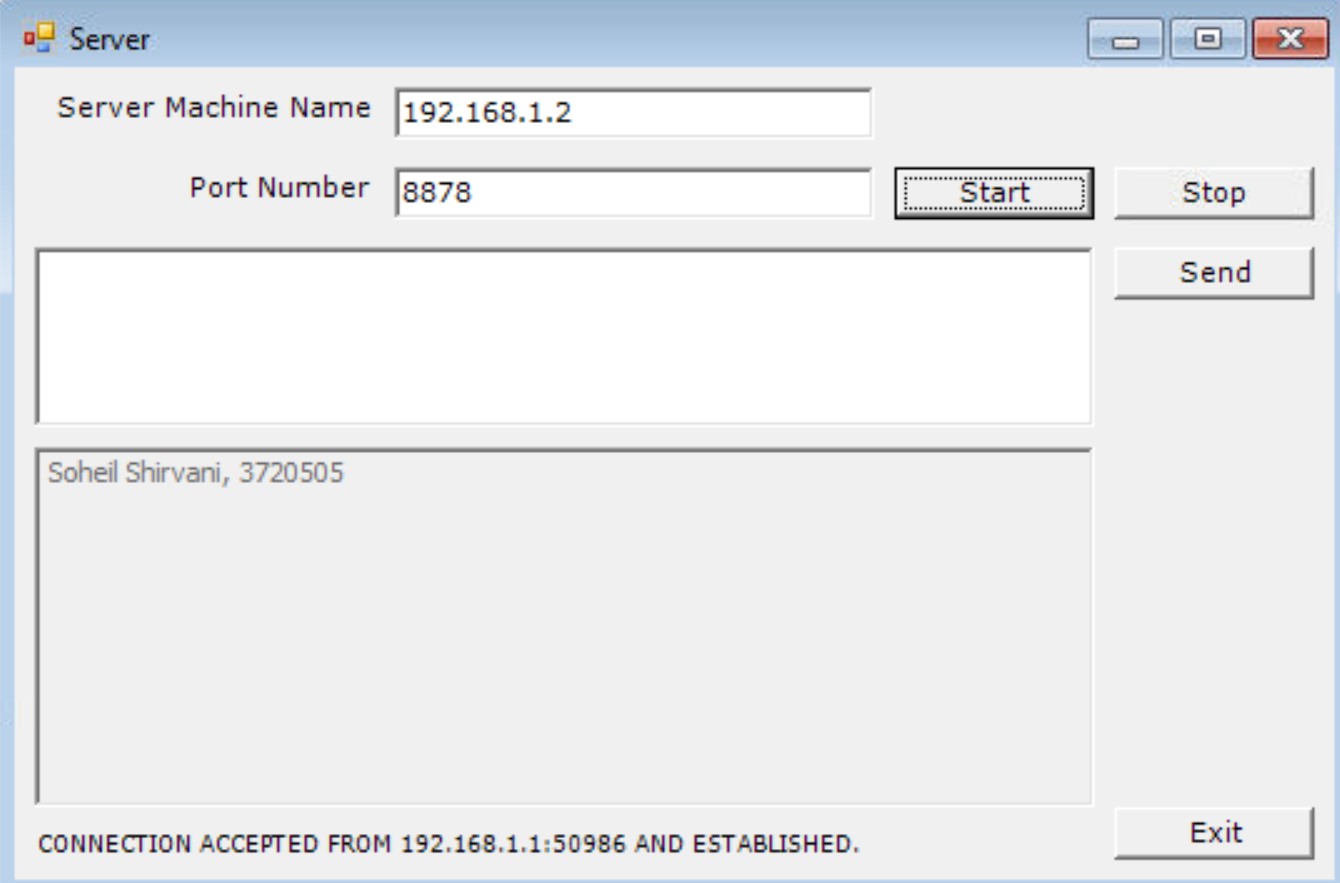 Server
Server Machine Name 192.168.1.2
Port Number 8878 Start Stop
Send
Soheil Shirvani, 3720505
CONNECTION ACCEPTED FROM 192.168.1.1:50986 AND ESTABLISHED.
Exit